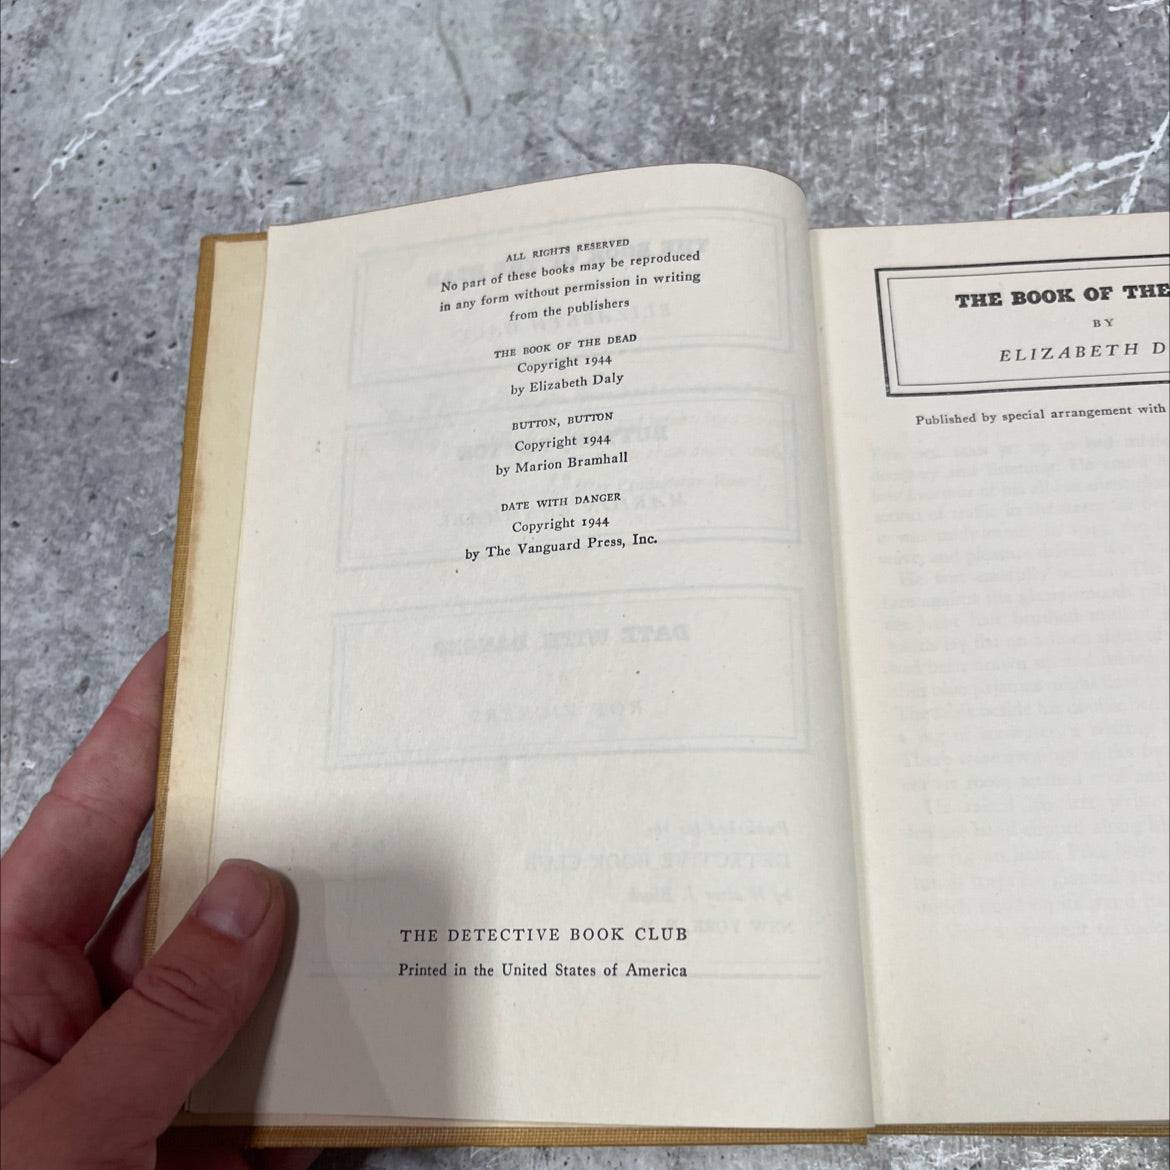 ALL RIGHTS RESERVED
No part of these books may be reproduced
in any form without permission in writing
from the publishers
THE BOOK OF THE DEAD
Copyright 1944
by Elizabeth Daly
BUTTON, BUTTON
Copyright 1944
by Marion Bramhall
DATE WITH DANGER
Copyright 1944
by The Vanguard Press, Inc.
THE DETECTIVE BOOK CLUB
Printed in the United States of America
THE BOOK OF THE
BY
ELIZABETH D
Published by special arrangement with